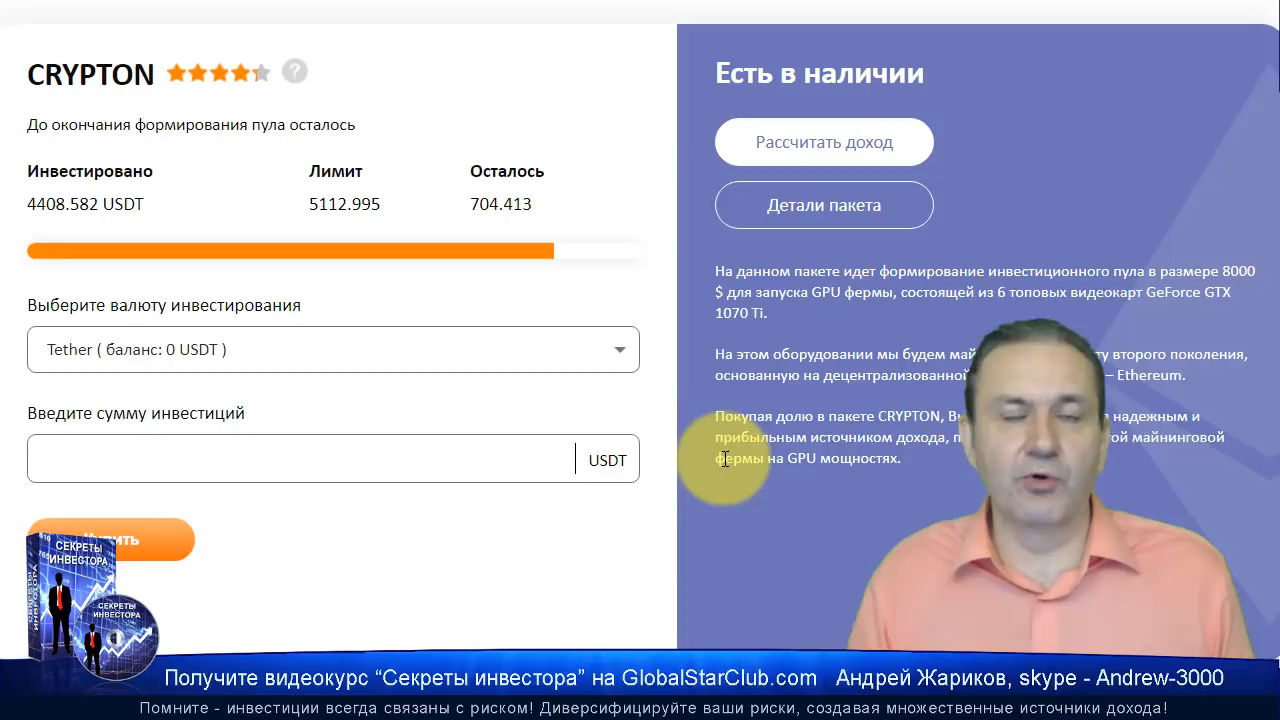 CRYPTON
?
До окончания формирования пула осталось
Инвестировано Лимит Осталось
4408.582 USDT 5112.995 704.413
Выберите валюту инвестирования
Tether ( баланс: 0 USDT )
Введите сумму инвестиций
USDT
Есть в наличии
Рассчитать доход
Детали пакета
На данном пакете идет формирование инвестиционного пула в размере 8000
$ для запуска GPU фермы, состоящей из 6 топовых видеокарт GeForce GTX
1070 Ti.
На этом оборудовании мы будем второго поколения,
основанную на децентрализованной – Ethereum.
Покупая долю в пакете CRYPTON, надежным и
прибыльным источником дохода, майнинговой
фермы на GPU мощностях.
СЕКРЕТЫ
ИНВЕСТОРА
СЕКРЕТЫ
ИНВЕСТОРА
Получите видеокурс “Секреты инвестора” на GlobalStarClub.com Андрей Жариков, skype - Andrew-3000
Помните - инвестиции всегда связаны с риском! Диверсифицируйте ваши риски, создавая множественные источники дохода!